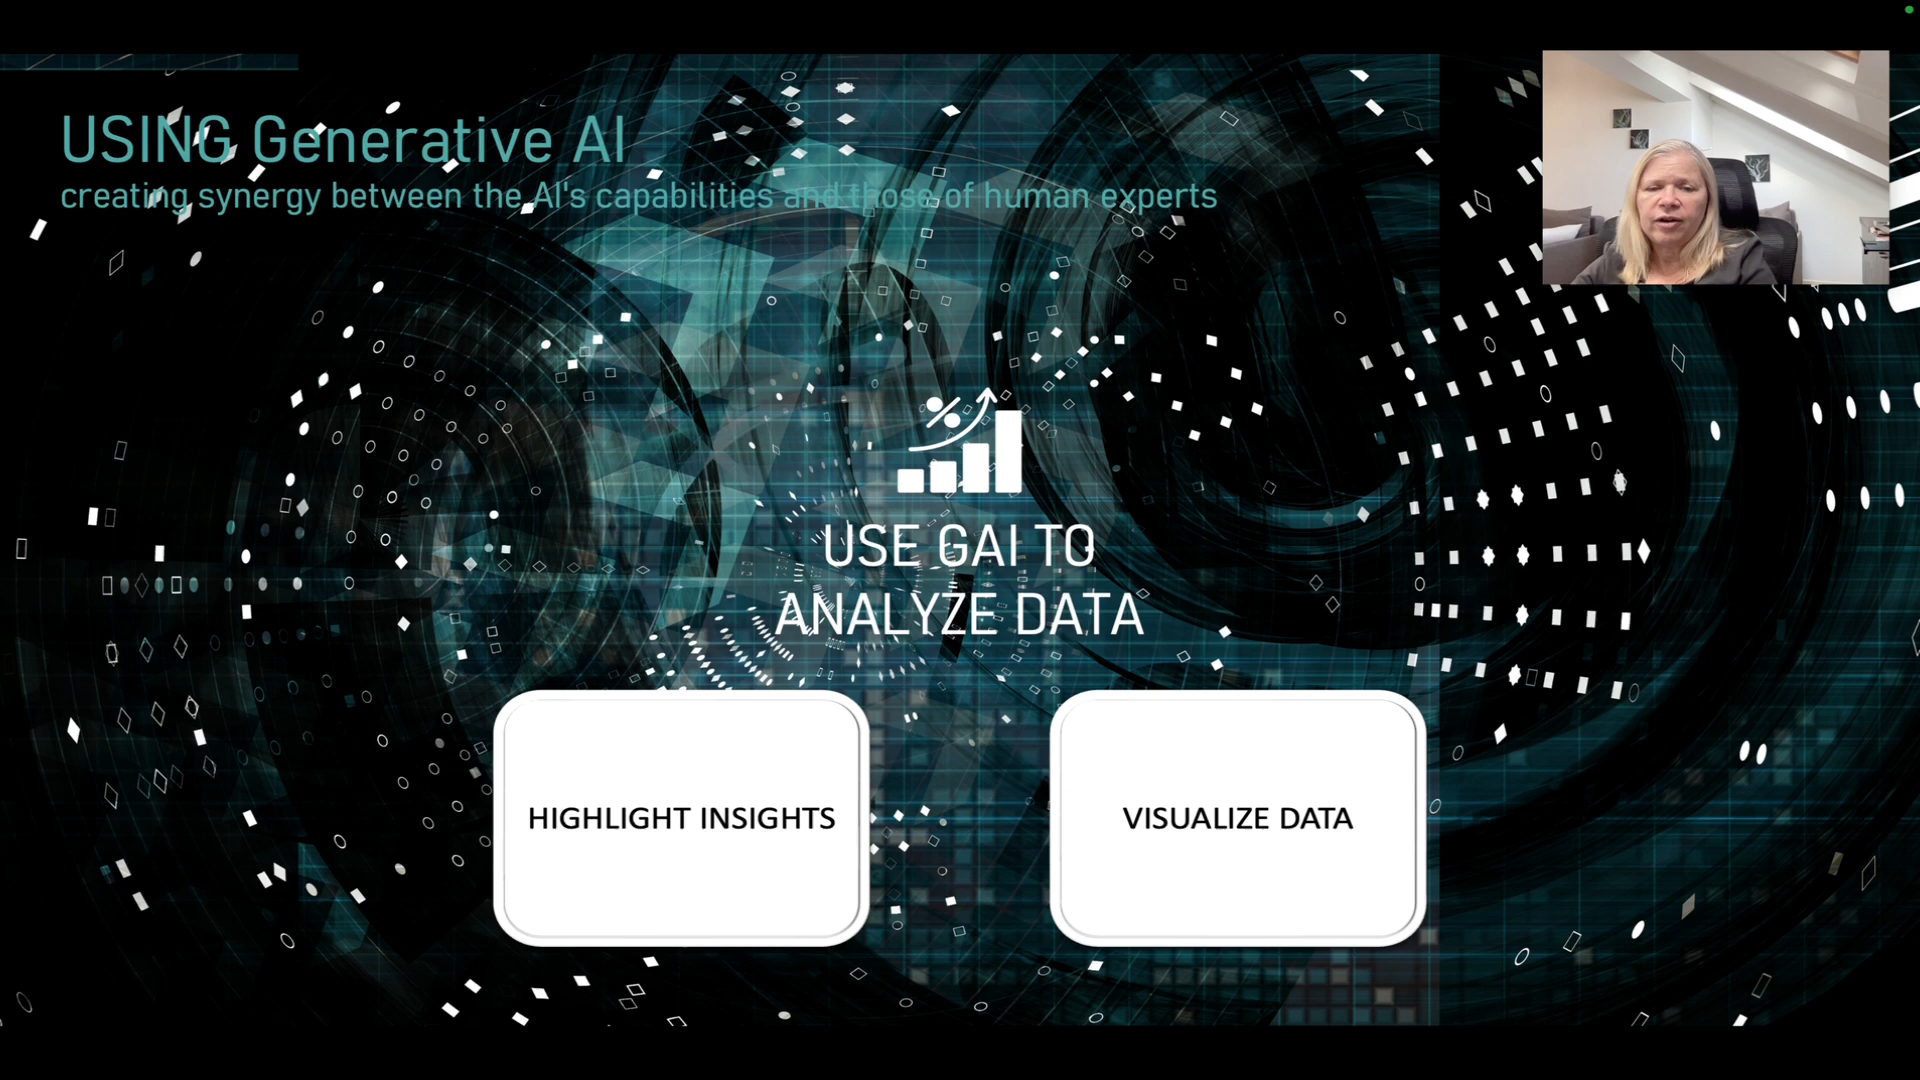 USING Generative AI
creating synergy between the AI's capabilities and those of human experts
USE GAI TO
ANALYZE DATA
HIGHLIGHT INSIGHTS
VISUALIZE DATA